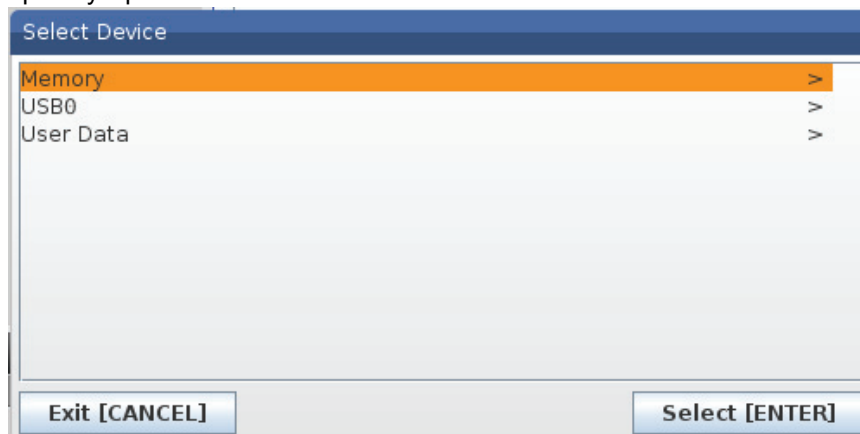 Select Device
Memory >
USB0 >
User Data >
Exit [CANCEL] Select [ENTER]